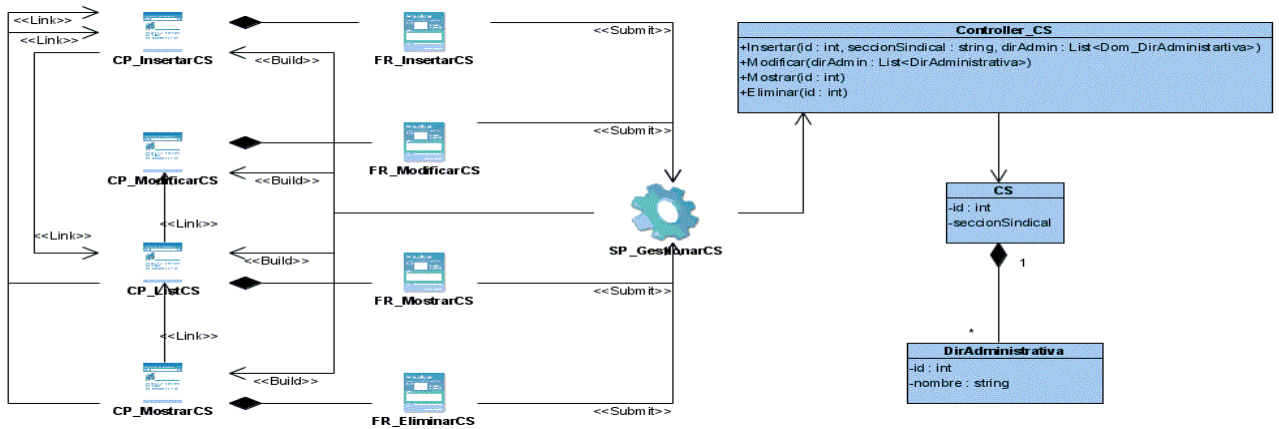 <<Link>>
<<Link>>
CP_InsertarCS
<<Build>>
FR_InsertarCS
<<Submit>>
Controller_CS
+Insertar(id : int, seccionSindical : string, dirAdmin : List<Dom_DirAdministartiva>)
+Modificar(dirAdmin : List<DirAdministrativa>)
+Mostrar(id : int)
+Eliminar(id : int)
CP_ModificarCS
<<Build>>
FR_ModificarCS
<<Submit>>
<<Link>>
<<Link>>
CP_ListCS
<<Build>>
FR_MostrarCS
<<Submit>>
SP_GestionarCS
CS
-id : int
-seccionSindical
1
*
<<Link>>
CP_MostrarCS
<<Build>>
FR_EliminarCS
<<Submit>>
DirAdministrativa
-id : int
-nombre : string